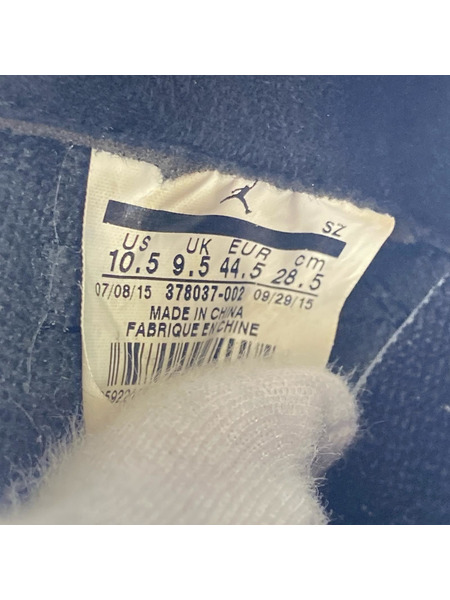 SZ
US UK EUR cm
10.5 9.5 44.5 28.5
07/08/15 378037-002 09/29/15
MADE IN CHINA
FABRIQUE EN CHINE